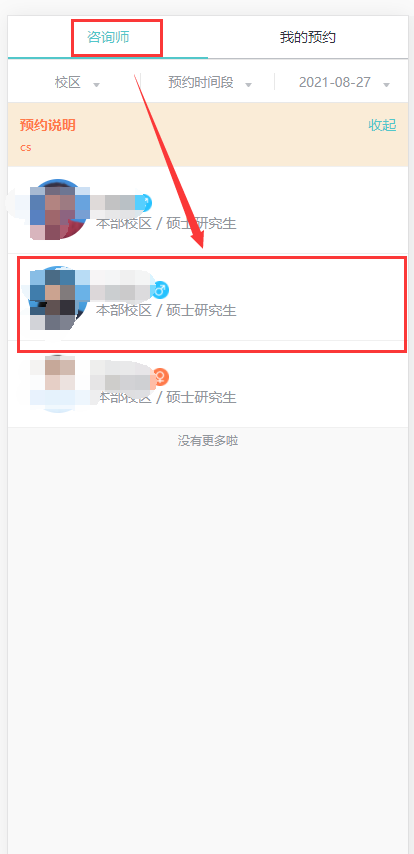 咨询师 我的预约
校区 预约时间段 2021-08-27
预约说明 收起
cs
本部校区 / 硕士研究生
本部校区 / 硕士研究生
本部校区 / 硕士研究生
没有更多啦